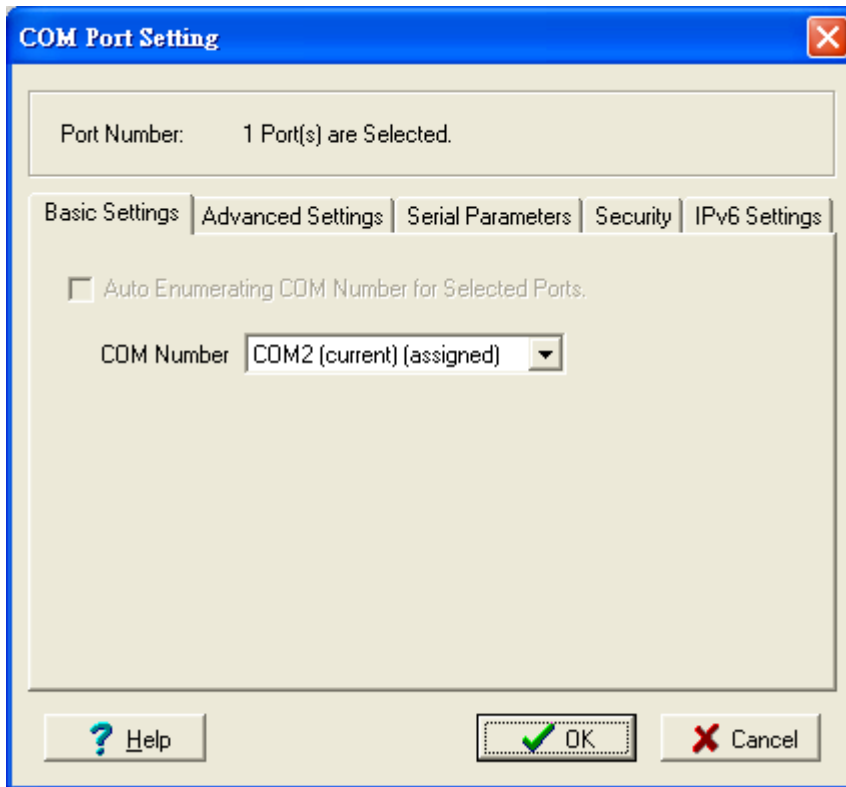 COM Port Setting
Port Number: 1 Port(s) are Selected.
Basic Settings Advanced Settings Serial Parameters Security IPv6 Settings
Auto Enumerating COM Number for Selected Ports.
COM Number COM2 (current) (assigned)
? Help OK Cancel